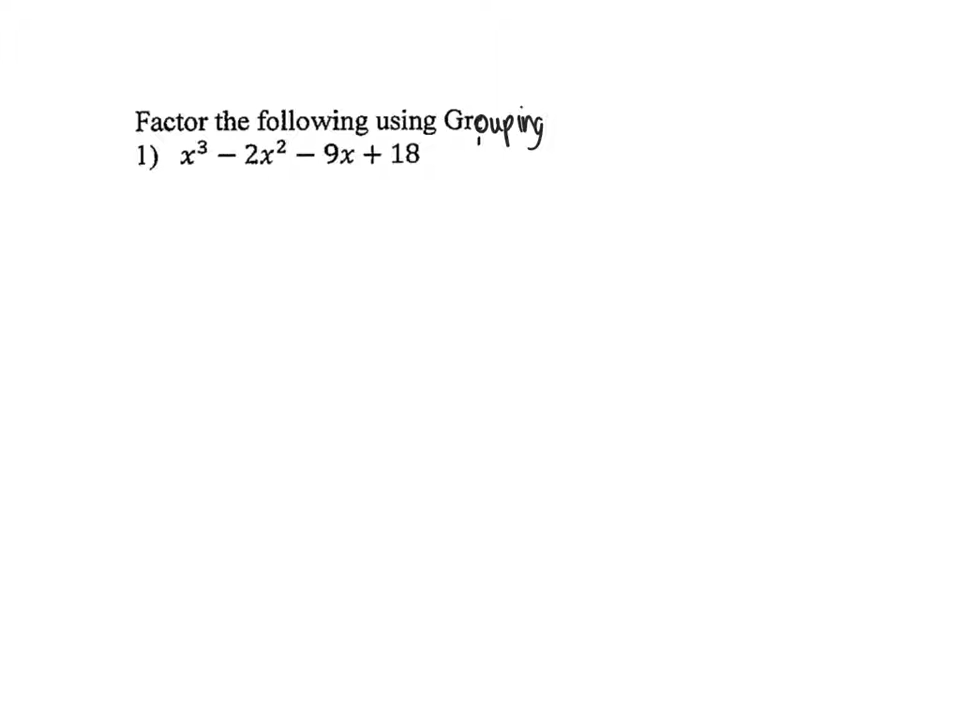 Factor the following using Grouping
1) x³ − 2x² − 9x + 18